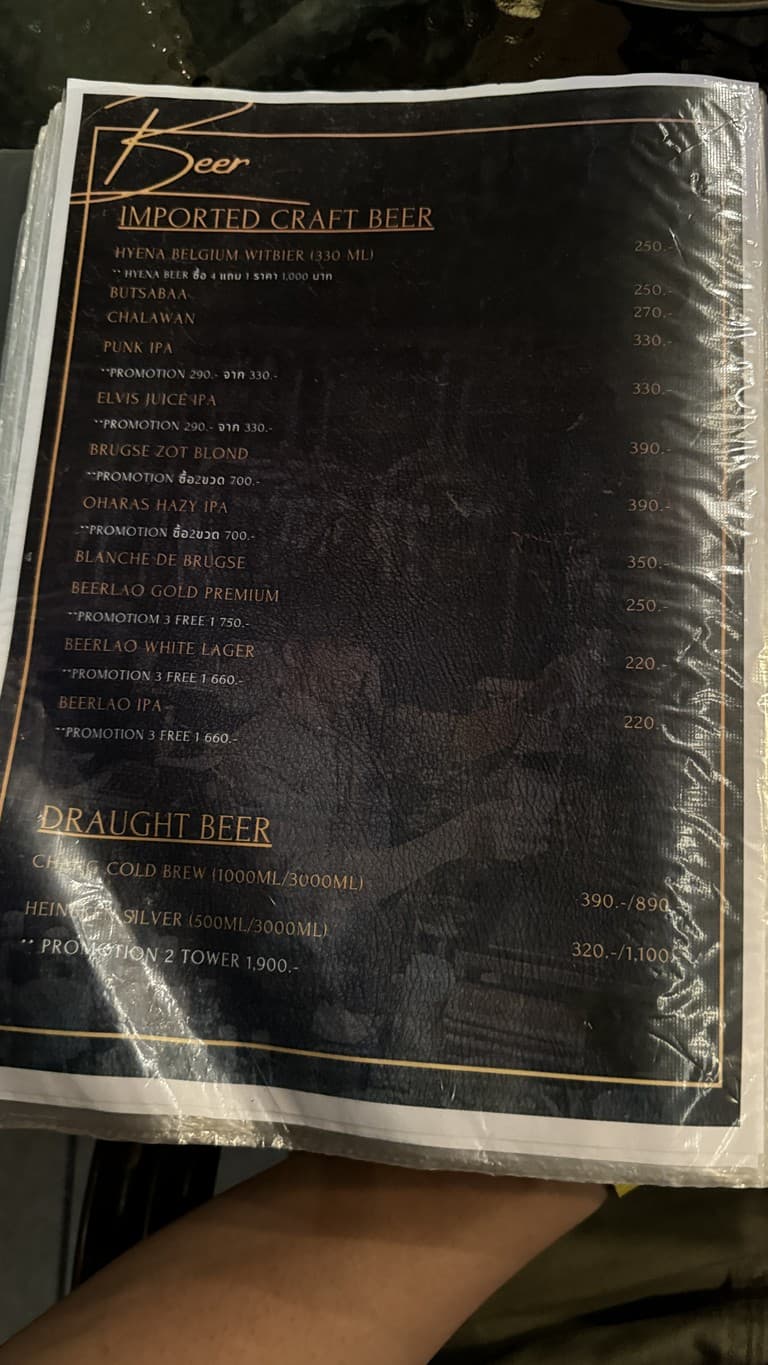 Beer
IMPORTED CRAFT BEER
HYENA BELGIUM WITBIER (330 ML) 250.-
** HYENA BEER ซื้อ 4 แถม 1 ราคา 1,000 บาท
BUTSABAA 250.-
CHALAWAN 270.-
PUNK IPA 330.-
**PROMOTION 290.- จาก 330.-
ELVIS JUICE IPA 330.-
**PROMOTION 290.- จาก 330.-
BRUGSE ZOT BLOND 390.-
**PROMOTION ซื้อ2ขวด 700.-
OHARAS HAZY IPA 390.-
**PROMOTION ซื้อ2ขวด 700.-
BLANCHE DE BRUGSE 350.-
BEERLAO GOLD PREMIUM 250.-
**PROMOTIOM 3 FREE 1 750.-
BEERLAO WHITE LAGER 220.-
**PROMOTION 3 FREE 1 660.-
BEERLAO IPA 220.
**PROMOTION 3 FREE 1 660.-
DRAUGHT BEER
CHANG COLD BREW (1000ML/3000ML) 390.-/890
SILVER (500ML/3000ML) 320.-/1,100.
** PROMOTION 2 TOWER 1,900.-